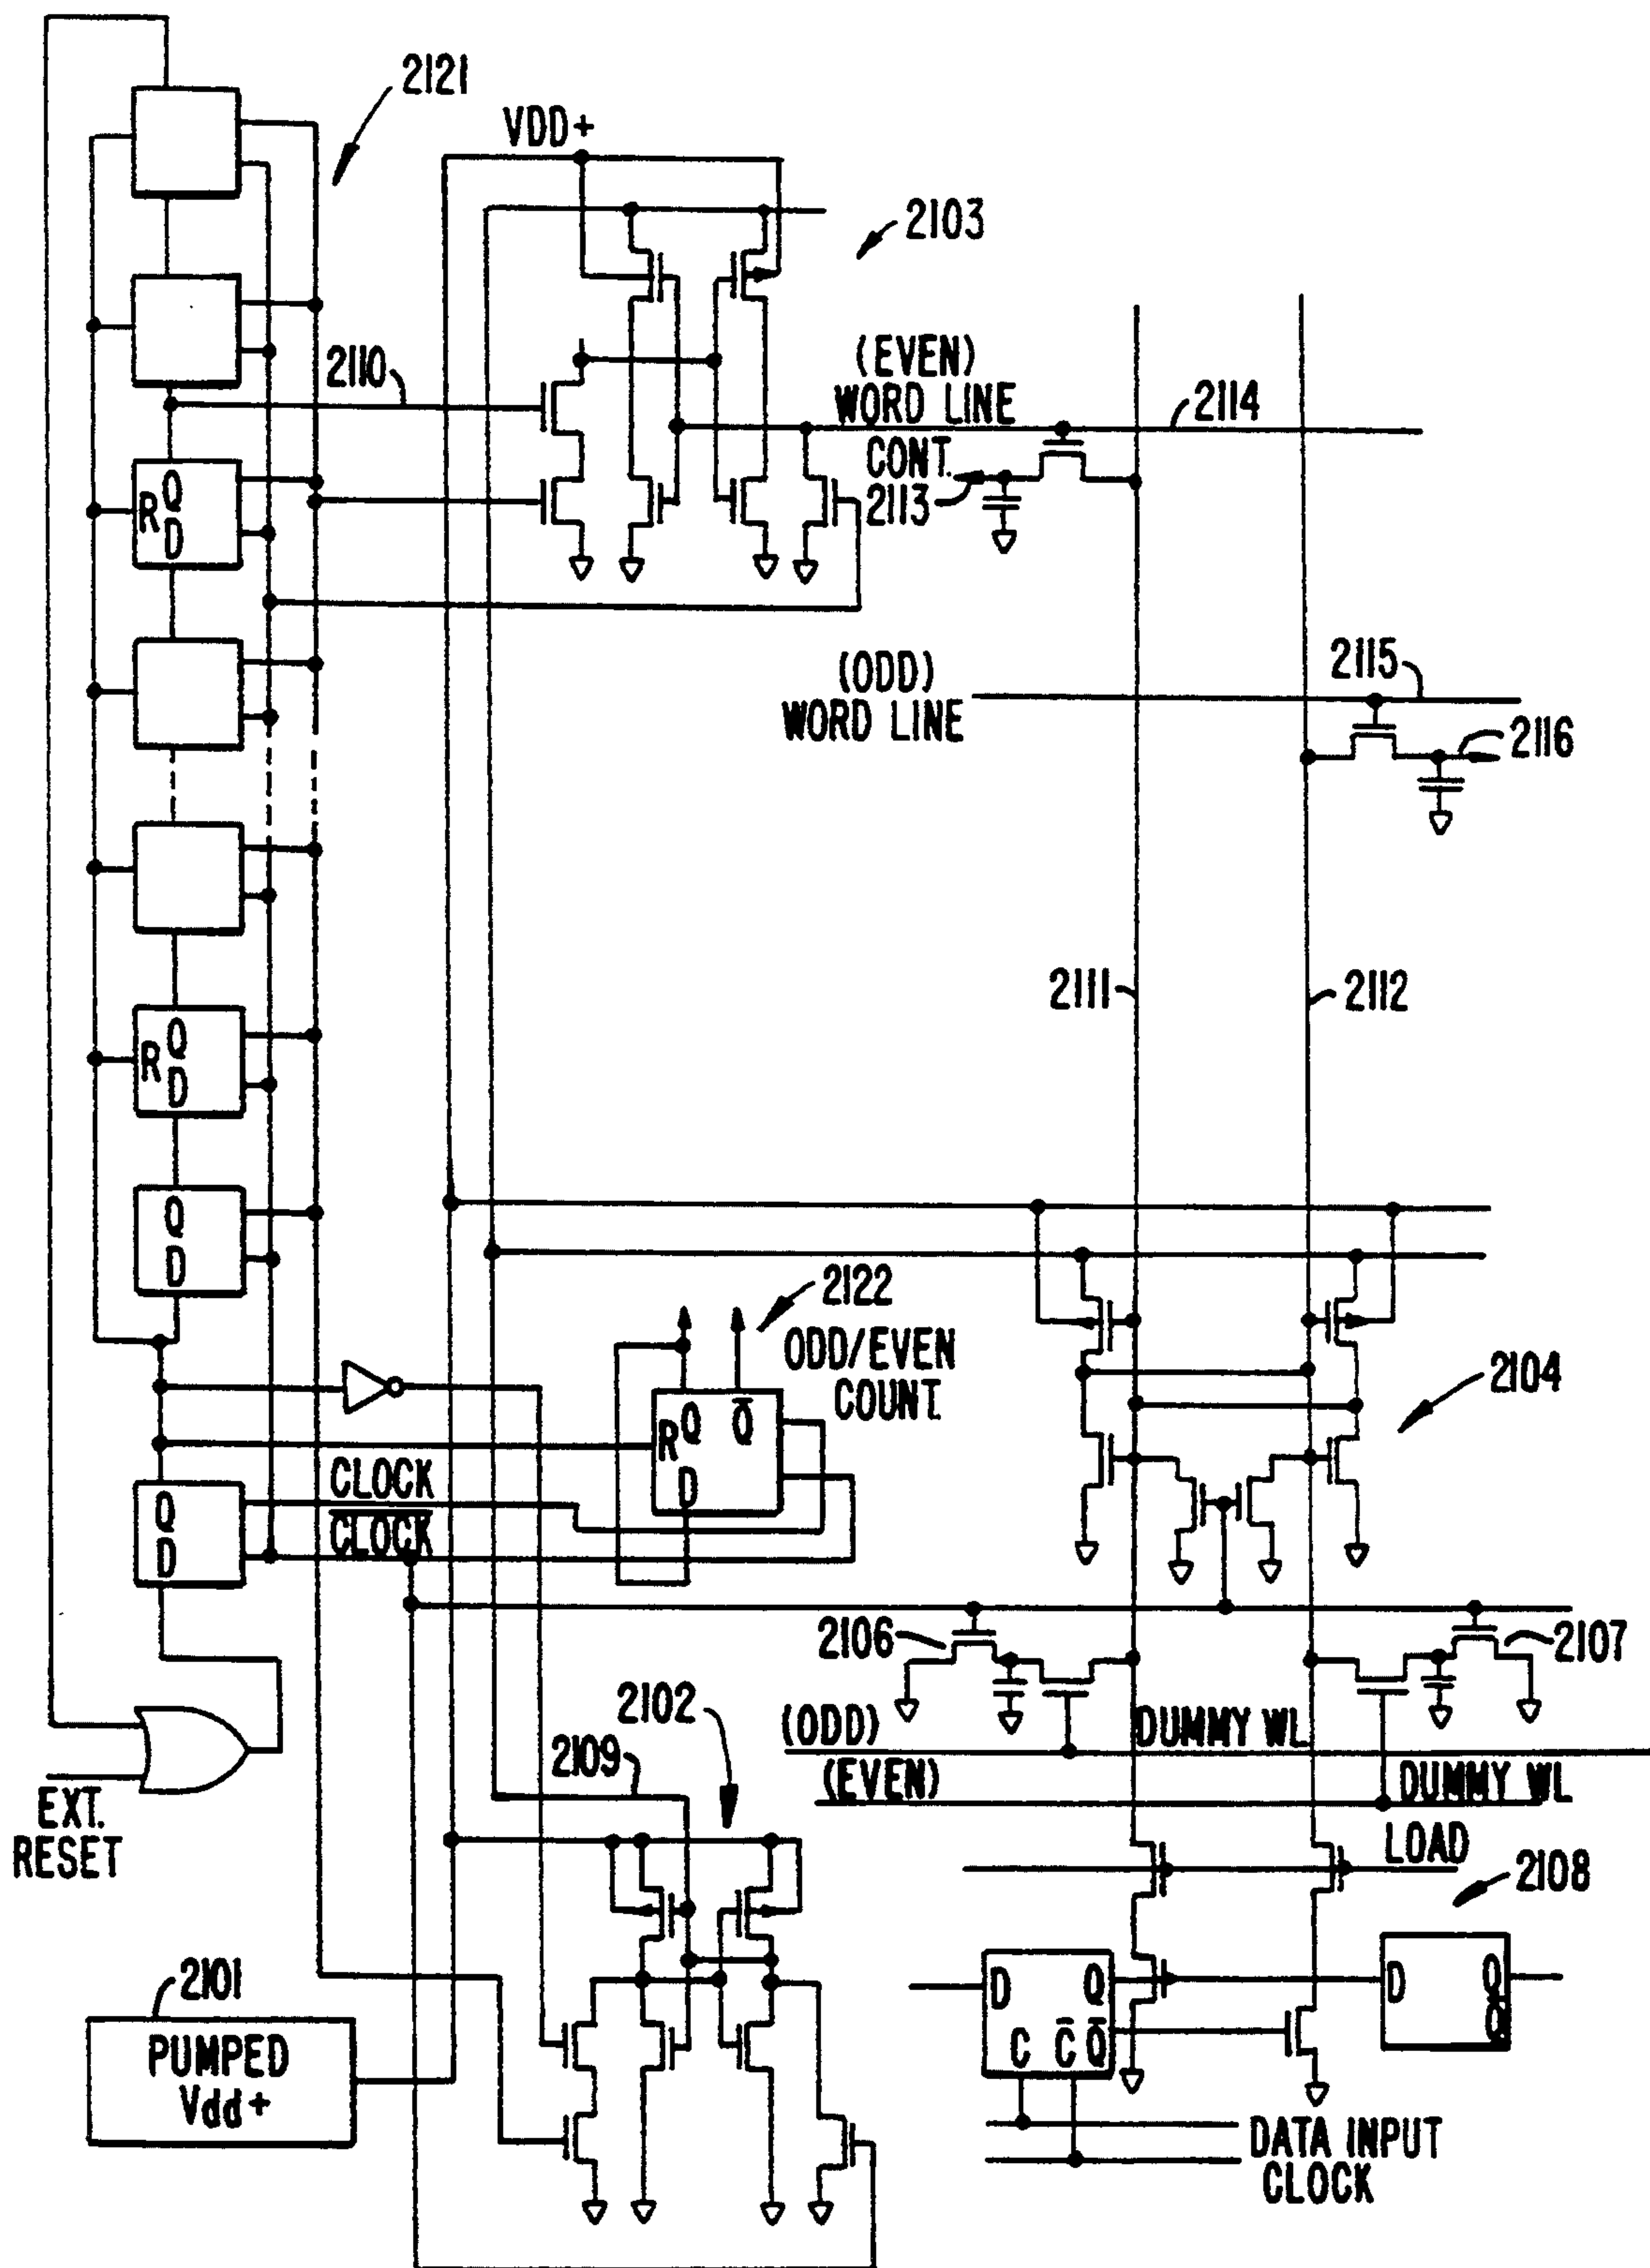 2121
VDD+
2103
2110
(EVEN)
WORD LINE
CONT.
2113
2114
R Q
D
(ODD)
WORD LINE
2115
2116
2111
2112
R Q
D
Q
D
2122
ODD/EVEN
COUNT.
R Q Q̅
D
2104
CLOCK
C̅L̅O̅C̅K̅
Q
D
2106
2107
(ODD)
DUMMY WL
(EVEN)
DUMMY WL
2102
2109
EXT.
RESET
LOAD
2108
2101
PUMPED
Vdd+
D Q
C C̅ Q̅
D Q
Q̅
DATA INPUT
CLOCK